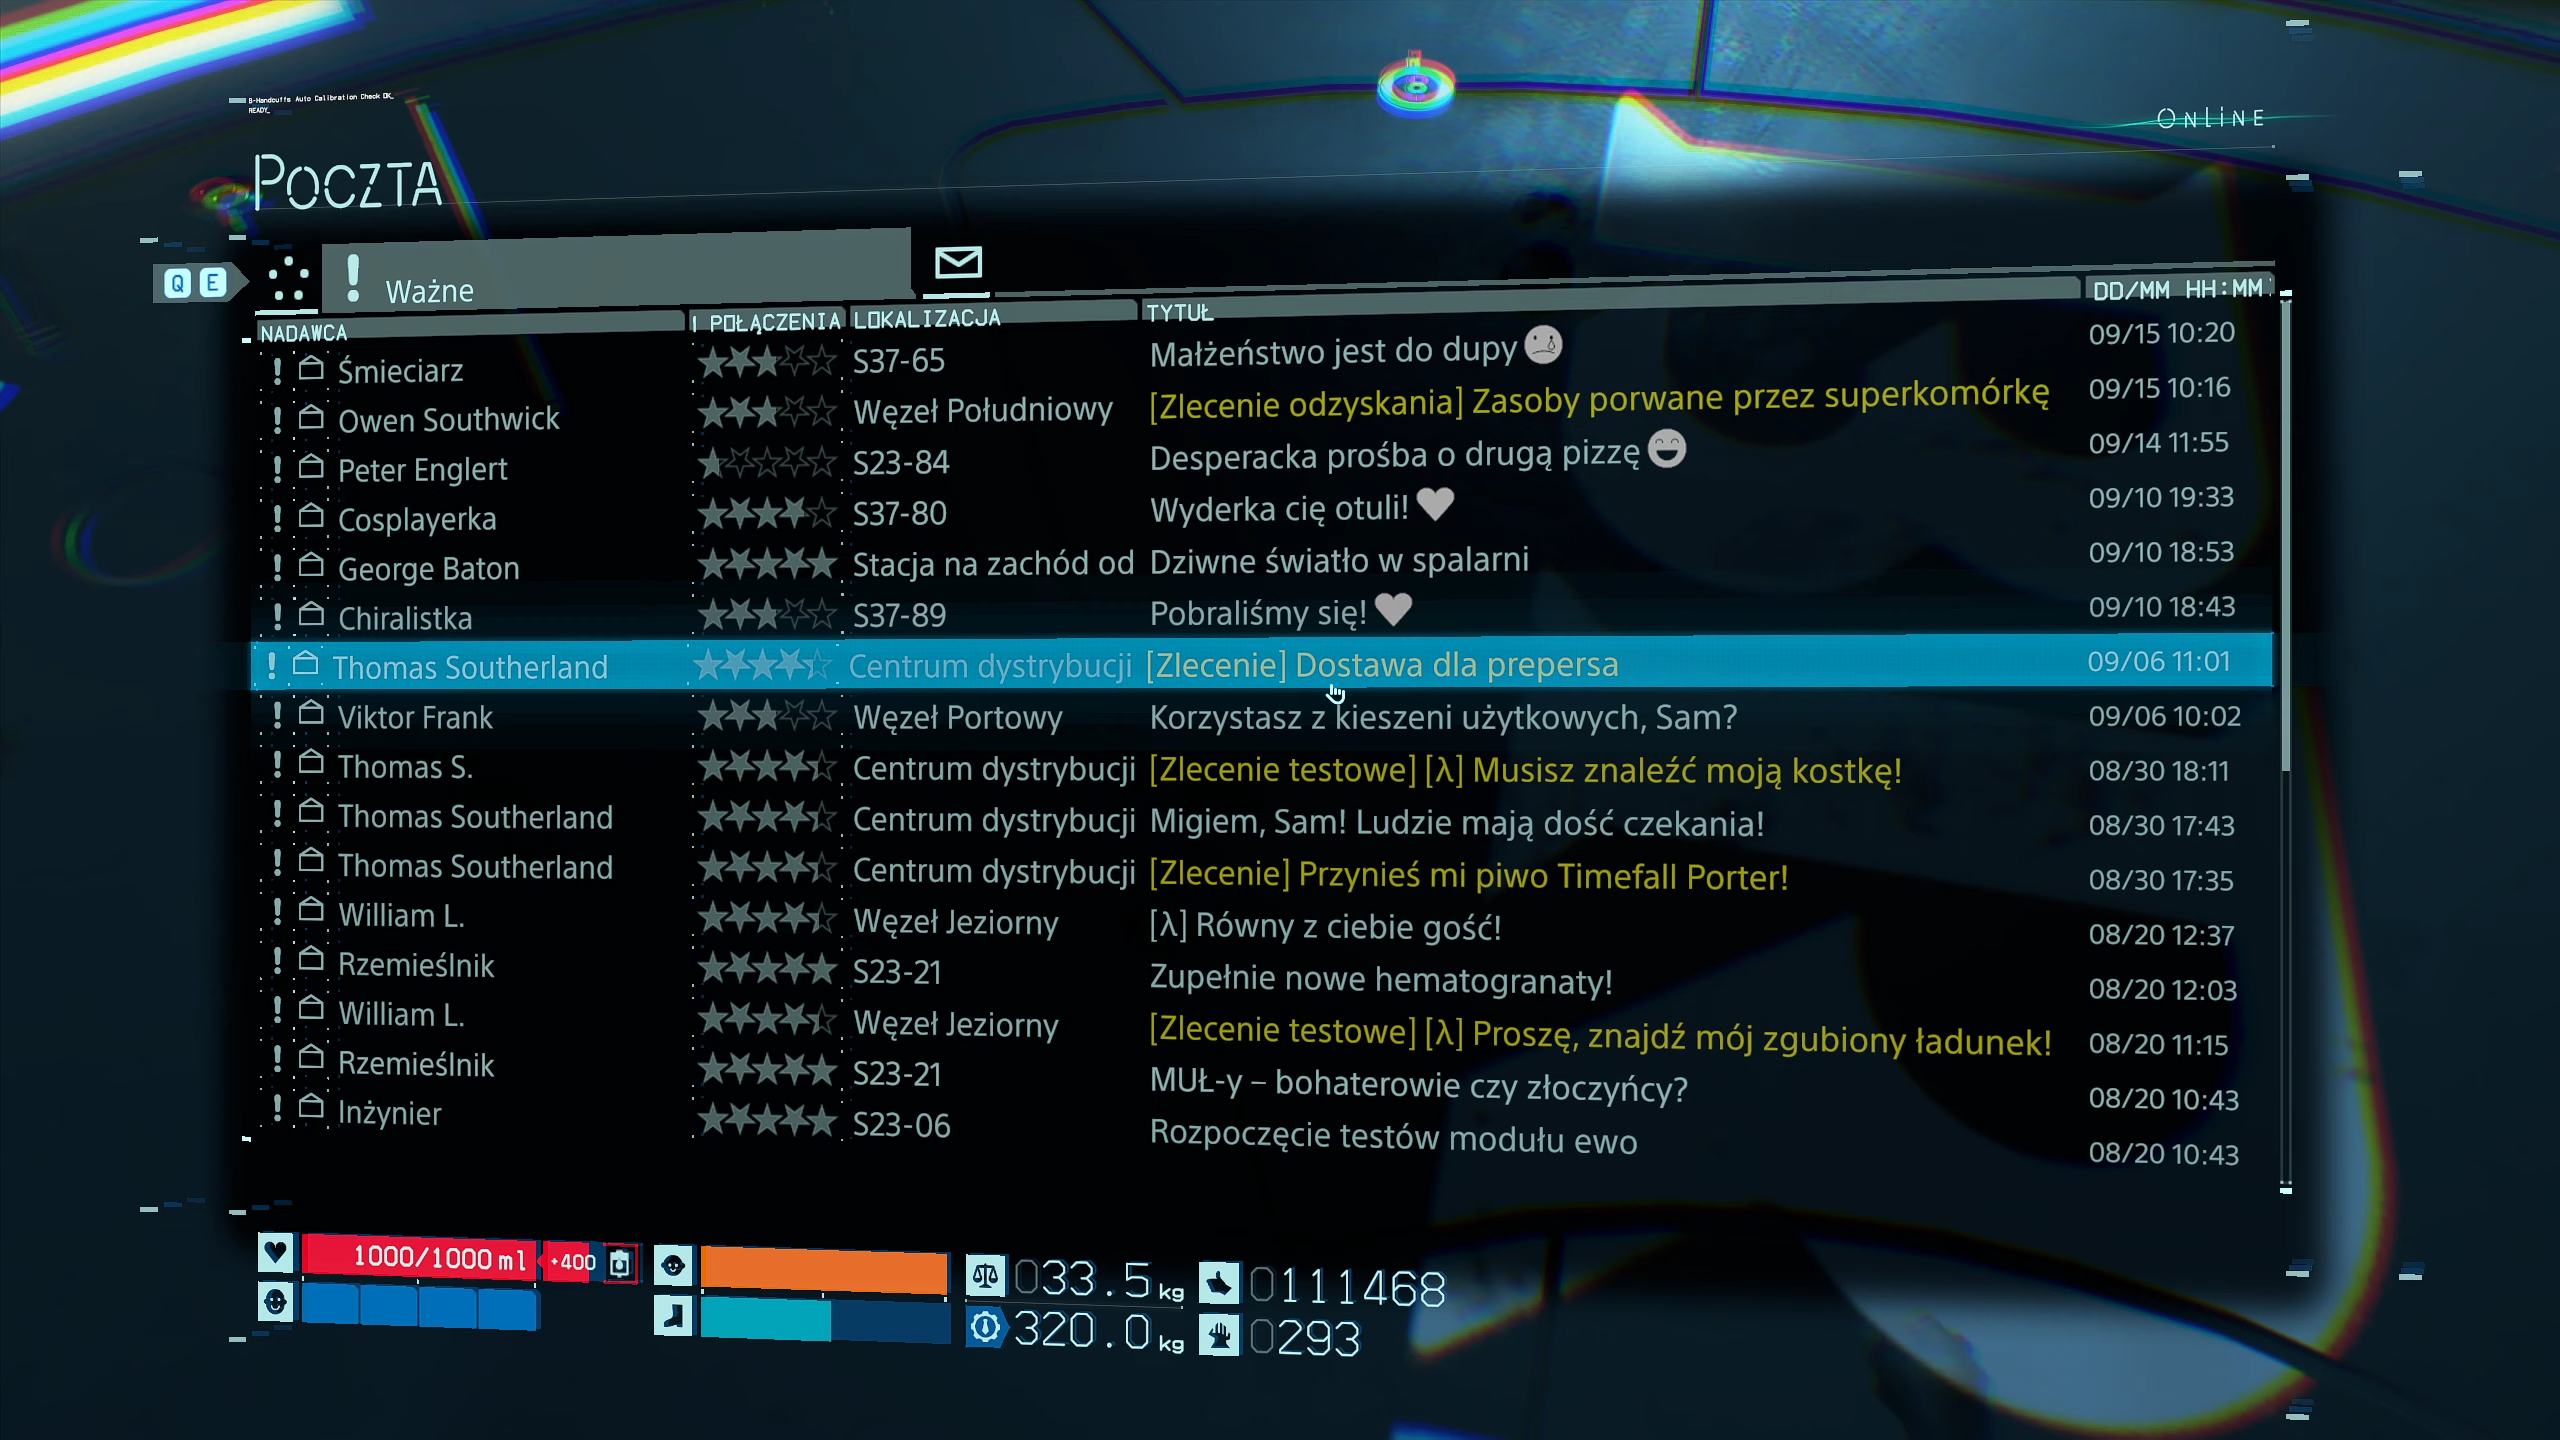 B-Handcuffs Auto Calibration Check OK_
READY_
ONLINE
POCZTA
Q E
! Ważne
NADAWCA POŁĄCZENIA LOKALIZACJA TYTUŁ DD/MM HH:MM
! Śmieciarz S37-65 Małżeństwo jest do dupy 09/15 10:20
! Owen Southwick Węzeł Południowy [Zlecenie odzyskania] Zasoby porwane przez superkomórkę 09/15 10:16
! Peter Englert S23-84 Desperacka prośba o drugą pizzę 09/14 11:55
! Cosplayerka S37-80 Wyderka cię otuli! 09/10 19:33
! George Baton Stacja na zachód od Dziwne światło w spalarni 09/10 18:53
! Chiralistka S37-89 Pobraliśmy się! 09/10 18:43
! Thomas Southerland Centrum dystrybucji [Zlecenie] Dostawa dla prepersa 09/06 11:01
! Viktor Frank Węzeł Portowy Korzystasz z kieszeni użytkowych, Sam? 09/06 10:02
! Thomas S. Centrum dystrybucji [Zlecenie testowe] [λ] Musisz znaleźć moją kostkę! 08/30 18:11
! Thomas Southerland Centrum dystrybucji Migiem, Sam! Ludzie mają dość czekania! 08/30 17:43
! Thomas Southerland Centrum dystrybucji [Zlecenie] Przynieś mi piwo Timefall Porter! 08/30 17:35
! William L. Węzeł Jeziorny [λ] Równy z ciebie gość! 08/20 12:37
! Rzemieślnik S23-21 Zupełnie nowe hematogranaty! 08/20 12:03
! William L. Węzeł Jeziorny [Zlecenie testowe] [λ] Proszę, znajdź mój zgubiony ładunek! 08/20 11:15
! Rzemieślnik S23-21 MUŁ-y – bohaterowie czy złoczyńcy? 08/20 10:43
! Inżynier S23-06 Rozpoczęcie testów modułu ewo 08/20 10:43
1000/1000 ml +400 033.5 kg 0111468
320.0 kg 0293